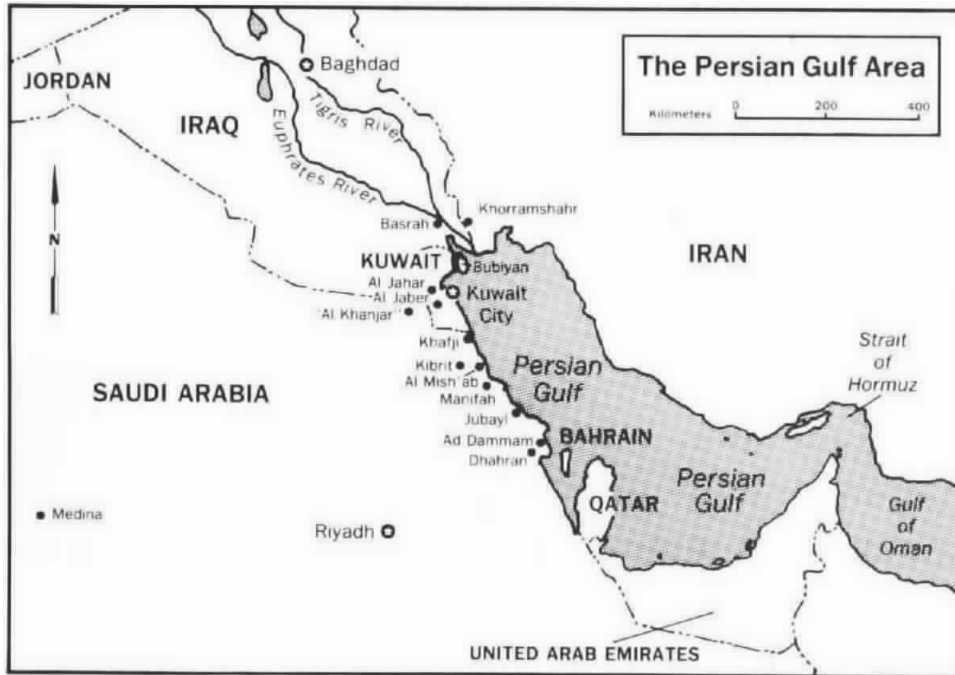 The Persian Gulf Area
Kilometers 0 200 400
JORDAN
Baghdad
IRAQ
Tigris River
Euphrates River
Khorramshahr
Basrah
IRAN
N
KUWAIT
Bubiyan
Al Jahar
Al Jaber
Kuwait
City
"Al Khanjar"
Khafji
Strait
of
Hormuz
Kibrit
Persian
Gulf
Al Mish'ab
SAUDI ARABIA
Manifah
Jubayl
Ad Dammam
BAHRAIN
Dhahran
Persian
Gulf
QATAR
Medina
Riyadh
Gulf
of
Oman
UNITED ARAB EMIRATES